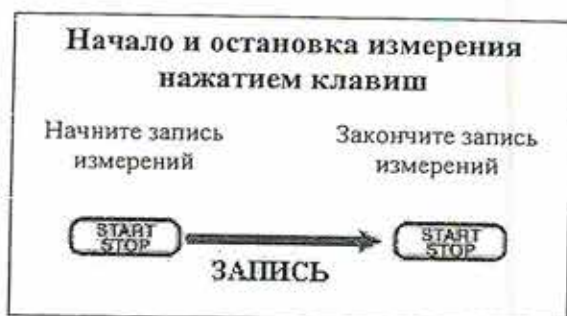 Начало и остановка измерения
нажатием клавиш
Начните запись
измерений
Закончите запись
измерений
START
STOP
START
STOP
ЗАПИСЬ